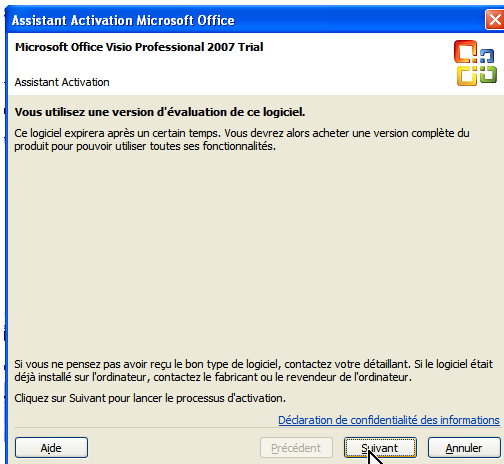 Assistant Activation Microsoft Office
Microsoft Office Visio Professional 2007 Trial
Assistant Activation
Vous utilisez une version d'évaluation de ce logiciel.
Ce logiciel expirera après un certain temps. Vous devrez alors acheter une version complète du
produit pour pouvoir utiliser toutes ses fonctionnalités.
Si vous ne pensez pas avoir reçu le bon type de logiciel, contactez votre détaillant. Si le logiciel était
déjà installé sur l'ordinateur, contactez le fabricant ou le revendeur de l'ordinateur.
Cliquez sur Suivant pour lancer le processus d'activation.
Déclaration de confidentialité des informations
Aide Précédent Suivant Annuler